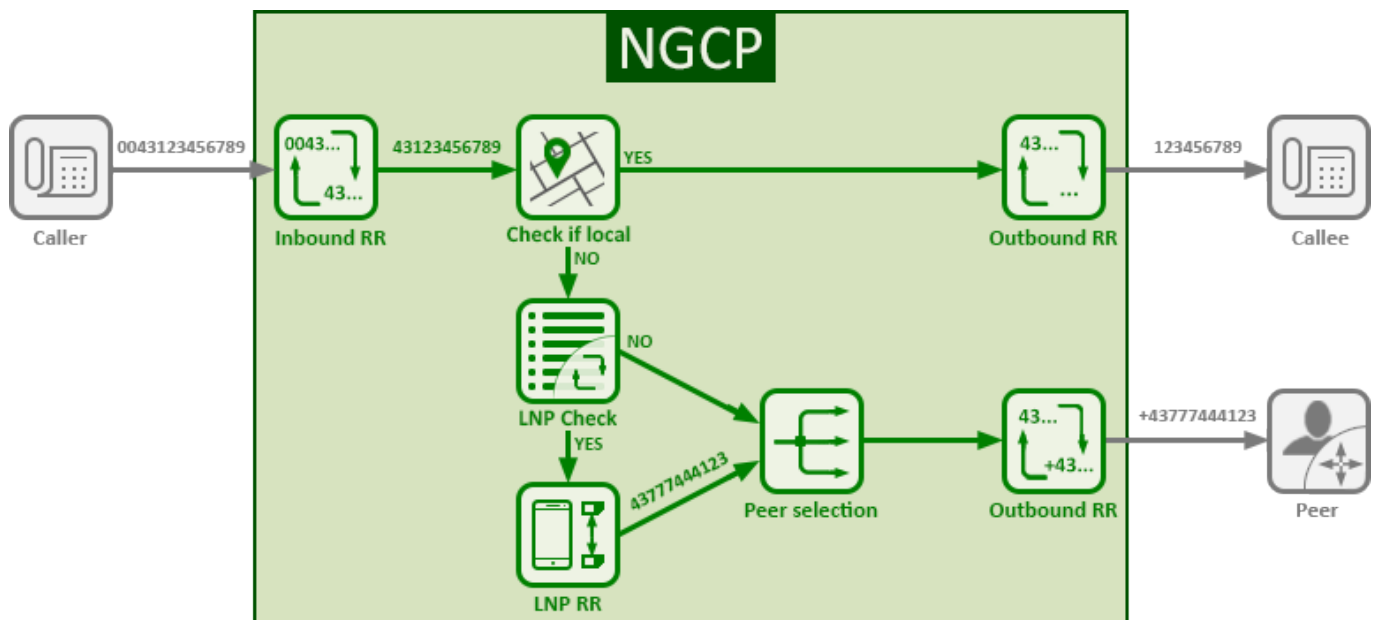 NGCP
0043123456789
0043...
43...
43123456789
YES
43...
...
123456789
Caller
Inbound RR
Check if local
Outbound RR
Callee
NO
NO
LNP Check
YES
43777444123
Peer selection
43...
+43...
+43777444123
Outbound RR
Peer
LNP RR